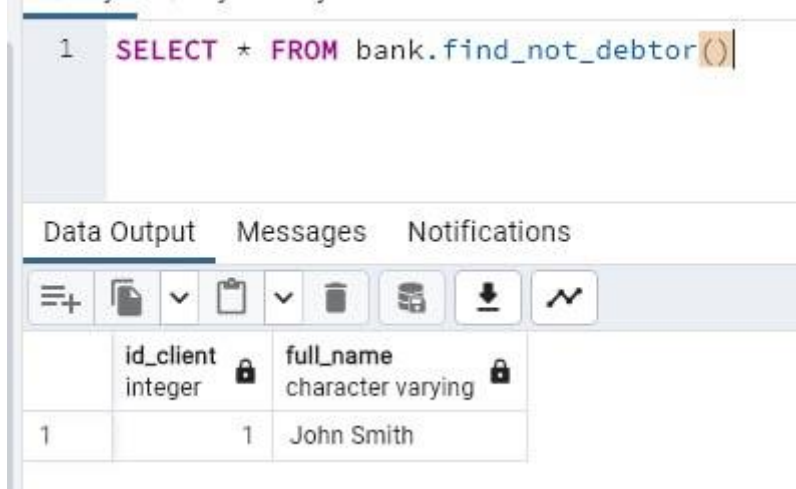 1 SELECT * FROM bank.find_not_debtor()
Data Output Messages Notifications
id_client full_name
integer character varying
1 1 John Smith